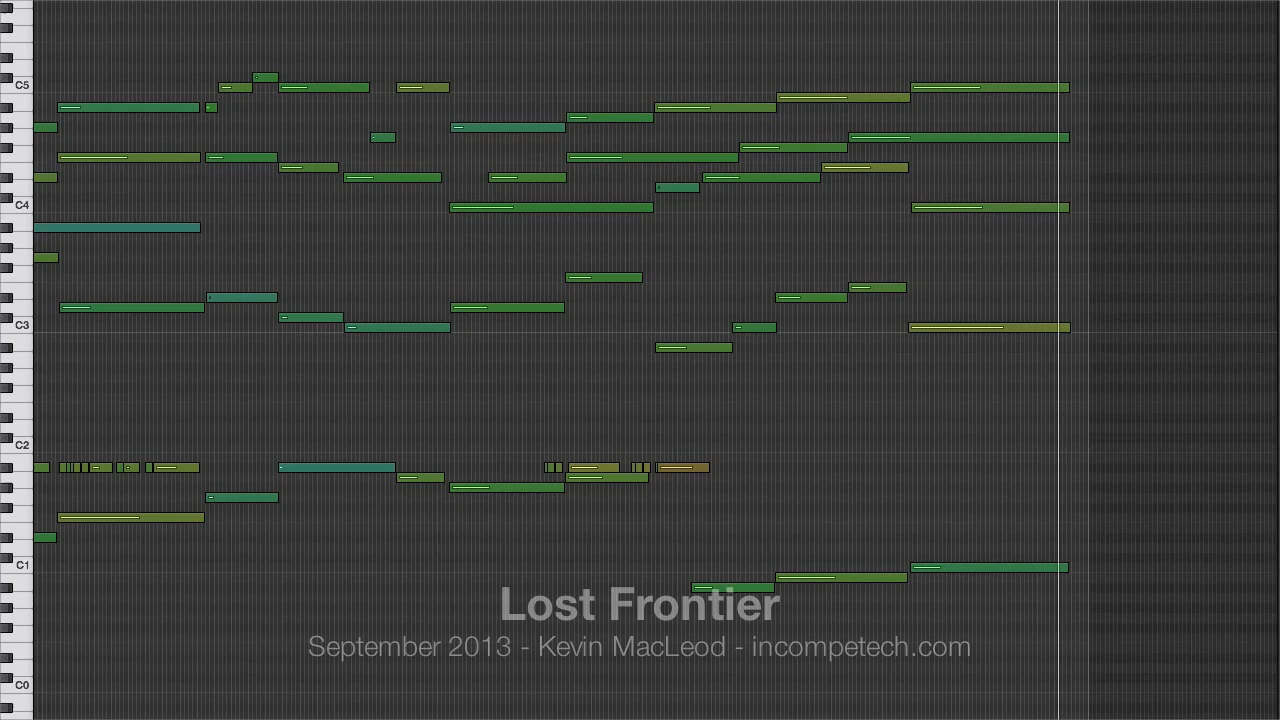 C5
C4
C3
C2
C1
Lost Frontier
September 2013 - Kevin MacLeod - incompetech.com
C0